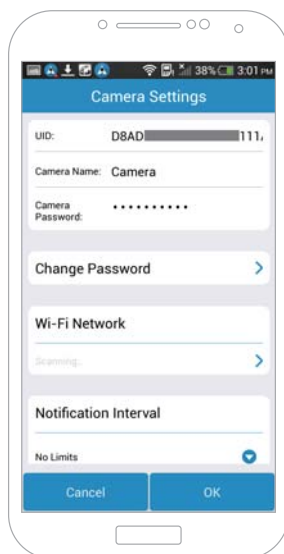 38% 3:01 PM
Camera Settings
UID: D8AD 111
Camera Name: Camera
Camera Password: ••••••••••
Change Password
Wi-Fi Network
Scanning..
Notification Interval
No Limits
Cancel OK